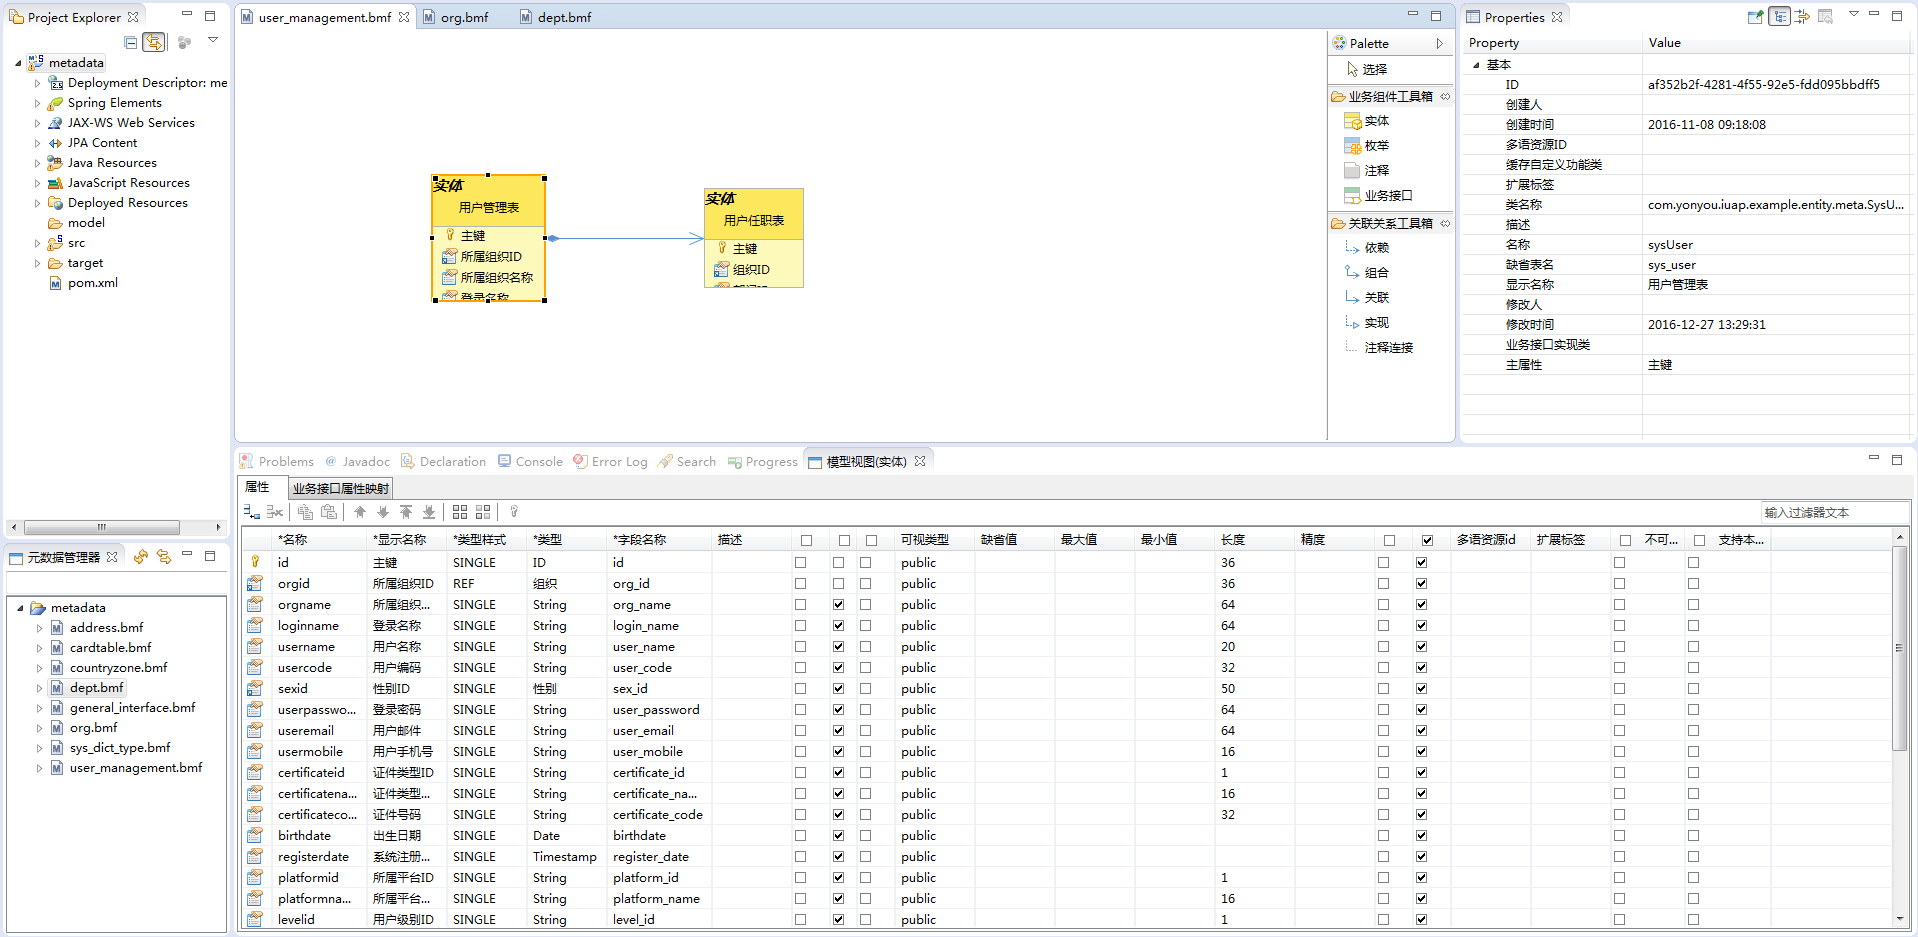 Project Explorer
metadata
Deployment Descriptor: me
Spring Elements
JAX-WS Web Services
JPA Content
Java Resources
JavaScript Resources
Deployed Resources
model
src
target
pom.xml
元数据管理器
metadata
address.bmf
cardtable.bmf
countryzone.bmf
dept.bmf
general_interface.bmf
org.bmf
sys_dict_type.bmf
user_management.bmf
user_management.bmf org.bmf dept.bmf
实体
用户管理表
主键
所属组织ID
所属组织名称
登录名称
实体
用户任职表
主键
组织ID
Palette
选择
业务组件工具箱
实体
枚举
注释
业务接口
关联关系工具箱
依赖
组合
关联
实现
注释连接
Properties
Property Value
基本
ID af352b2f-4281-4f55-92e5-fdd095bbdff5
创建人
创建时间 2016-11-08 09:18:08
多语资源ID
缓存自定义功能类
扩展标签
类名称 com.yonyou.iuap.example.entity.meta.SysU...
描述
名称 sysUser
缺省表名 sys_user
显示名称 用户管理表
修改人
修改时间 2016-12-27 13:29:31
业务接口实现类
主属性 主键
Problems @ Javadoc Declaration Console Error Log Search Progress 模型视图(实体)
属性 业务接口属性映射
输入过滤器文本
*名称 *显示名称 *类型样式 *类型 *字段名称 描述 可视类型 缺省值 最大值 最小值 长度 精度 多语资源id 扩展标签 不可... 支持本...
id 主键 SINGLE ID id public 36
orgid 所属组织ID REF 组织 org_id public 36
orgname 所属组织... SINGLE String org_name public 64
loginname 登录名称 SINGLE String login_name public 64
username 用户名称 SINGLE String user_name public 20
usercode 用户编码 SINGLE String user_code public 32
sexid 性别ID SINGLE 性别 sex_id public 50
userpasswo... 登录密码 SINGLE String user_password public 64
useremail 用户邮件 SINGLE String user_email public 64
usermobile 用户手机号 SINGLE String user_mobile public 16
certificateid 证件类型ID SINGLE String certificate_id public 1
certificatena... 证件类型... SINGLE String certificate_na... public 16
certificateco... 证件号码 SINGLE String certificate_code public 32
birthdate 出生日期 SINGLE Date birthdate public
registerdate 系统注册... SINGLE Timestamp register_date public
platformid 所属平台ID SINGLE String platform_id public 1
platformna... 所属平台... SINGLE String platform_name public 16
levelid 用户级别ID SINGLE String level_id public 1